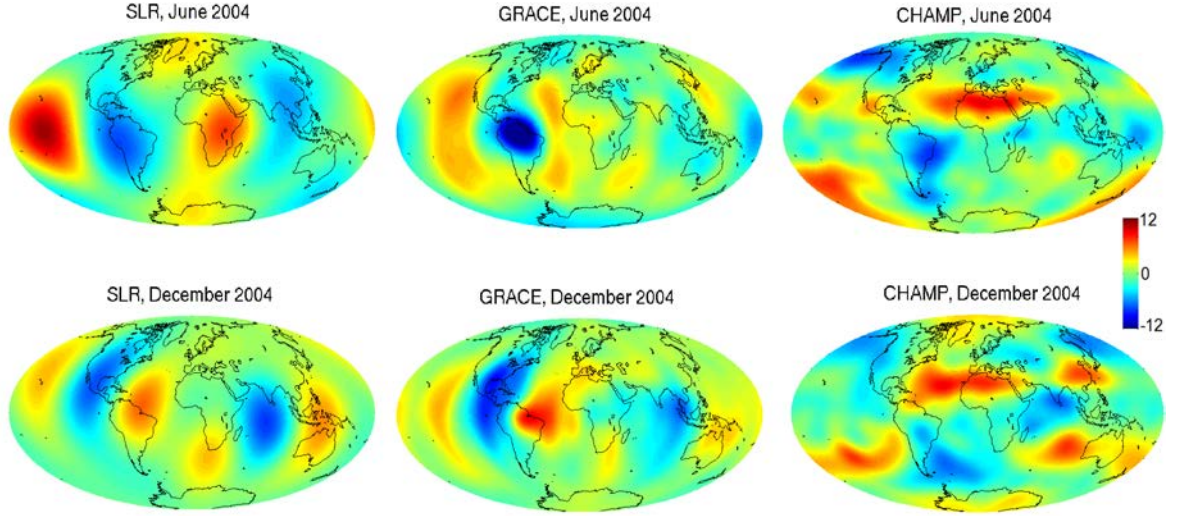 SLR, June 2004
GRACE, June 2004
CHAMP, June 2004
12
0
-12
SLR, December 2004
GRACE, December 2004
CHAMP, December 2004